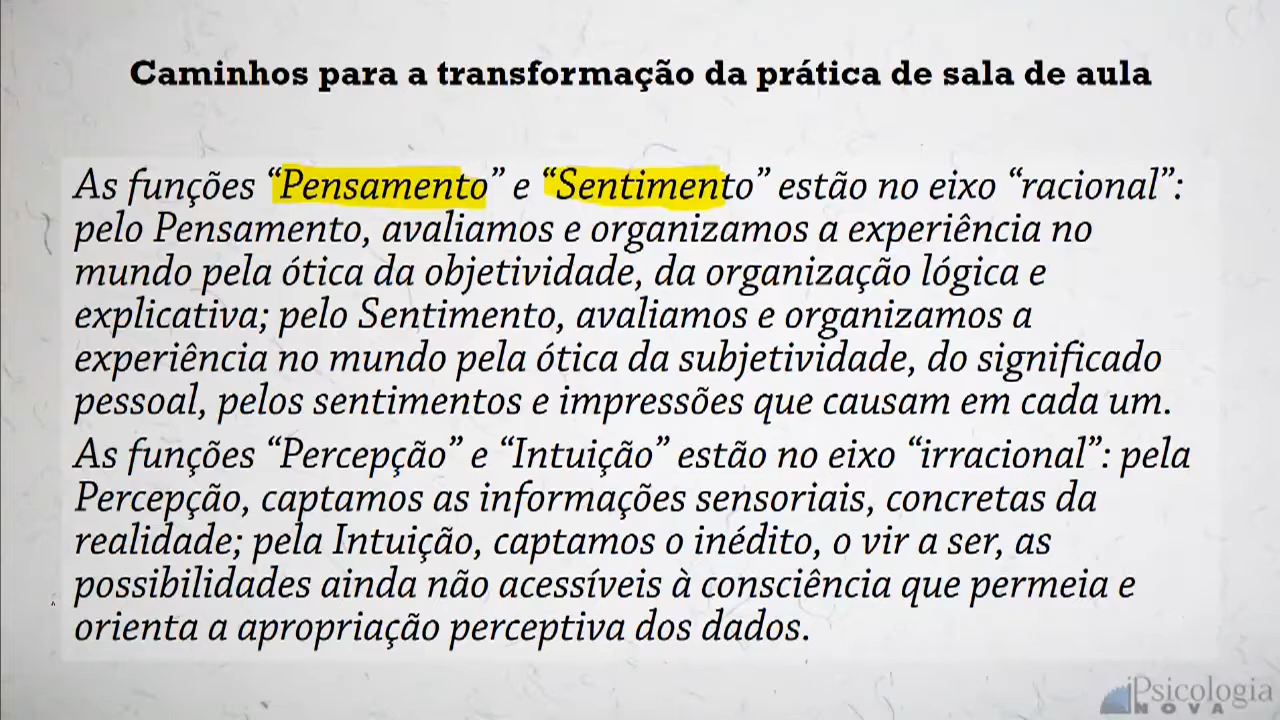 Caminhos para a transformação da prática de sala de aula
As funções “Pensamento” e “Sentimento” estão no eixo “racional”:
pelo Pensamento, avaliamos e organizamos a experiência no
mundo pela ótica da objetividade, da organização lógica e
explicativa; pelo Sentimento, avaliamos e organizamos a
experiência no mundo pela ótica da subjetividade, do significado
pessoal, pelos sentimentos e impressões que causam em cada um.
As funções “Percepção” e “Intuição” estão no eixo “irracional”: pela
Percepção, captamos as informações sensoriais, concretas da
realidade; pela Intuição, captamos o inédito, o vir a ser, as
possibilidades ainda não acessíveis à consciência que permeia e
orienta a apropriação perceptiva dos dados.
Psicologia
NOVA